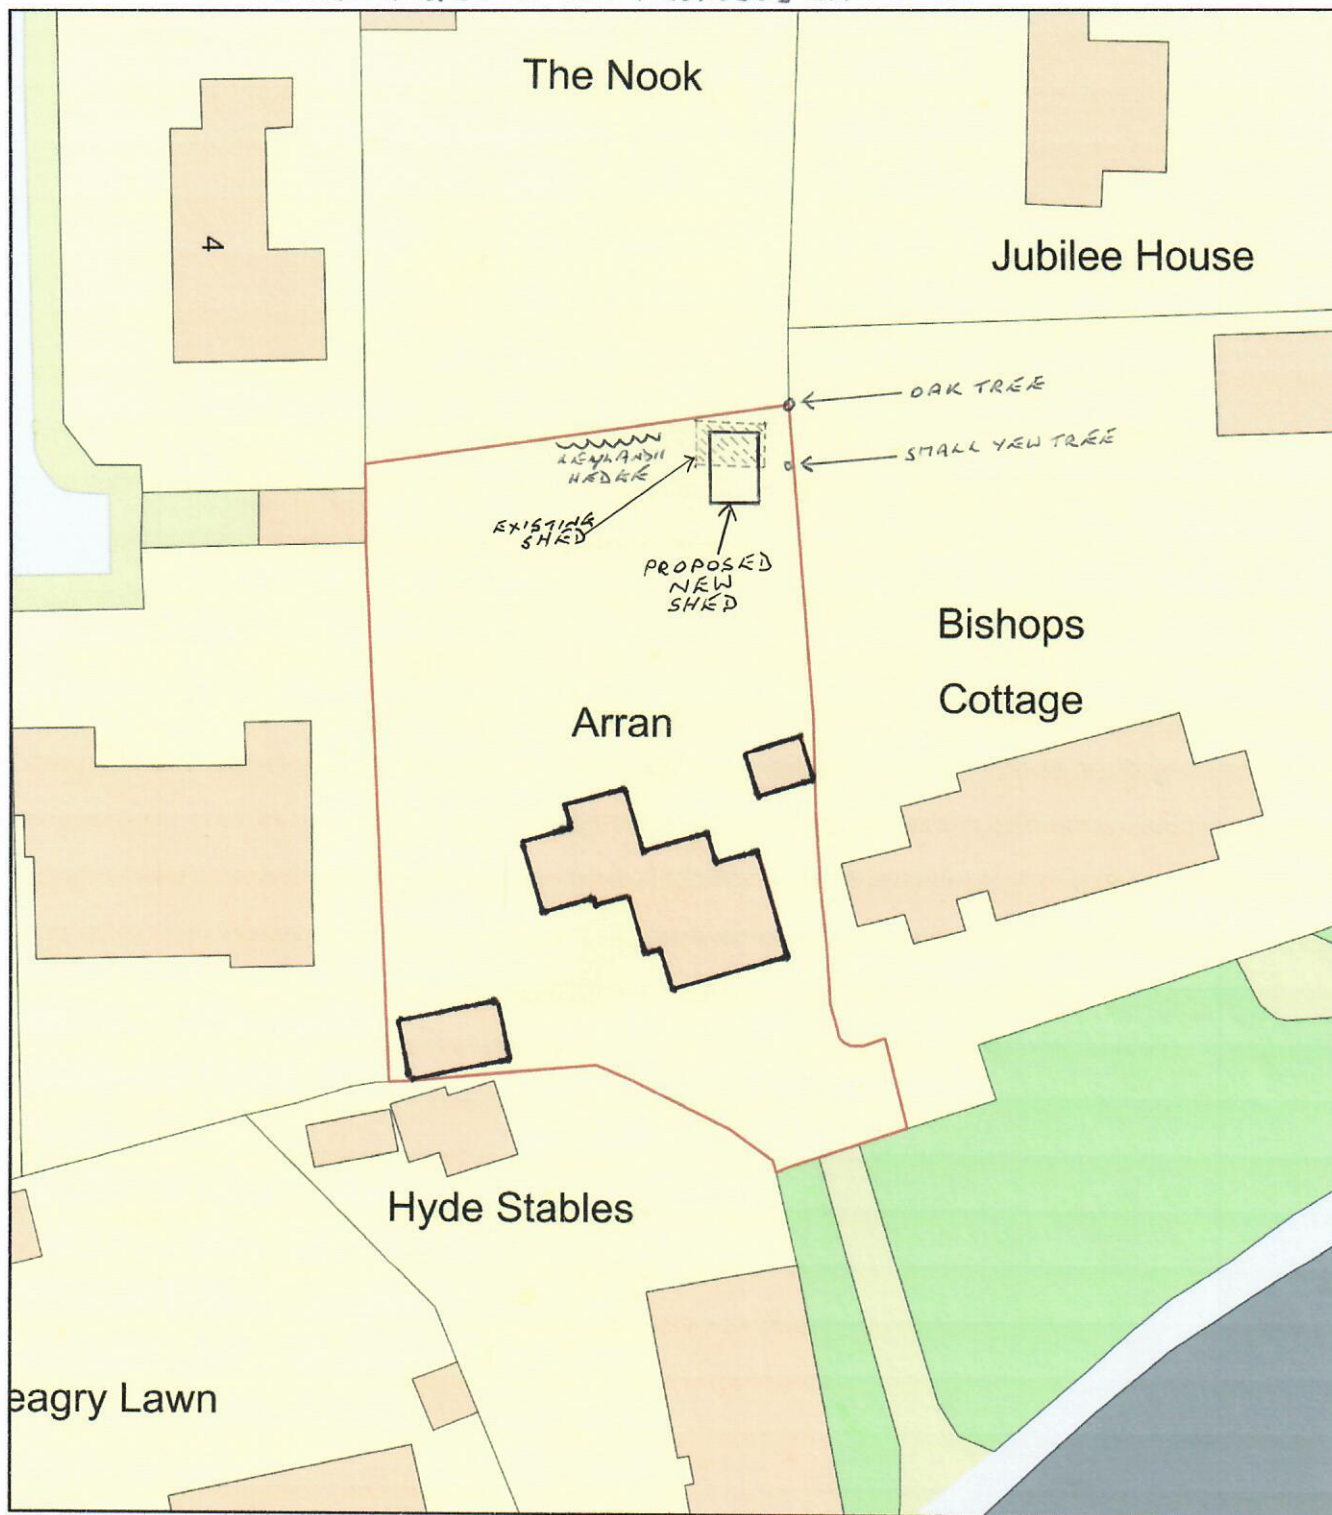 The Nook
4
Jubilee House
OAK TREE
SMALL YEW TREE
LEYLANDII
HEDGE
EXISTING
SHED
PROPOSED
NEW
SHED
Bishops
Cottage
Arran
Hyde Stables
eagry Lawn